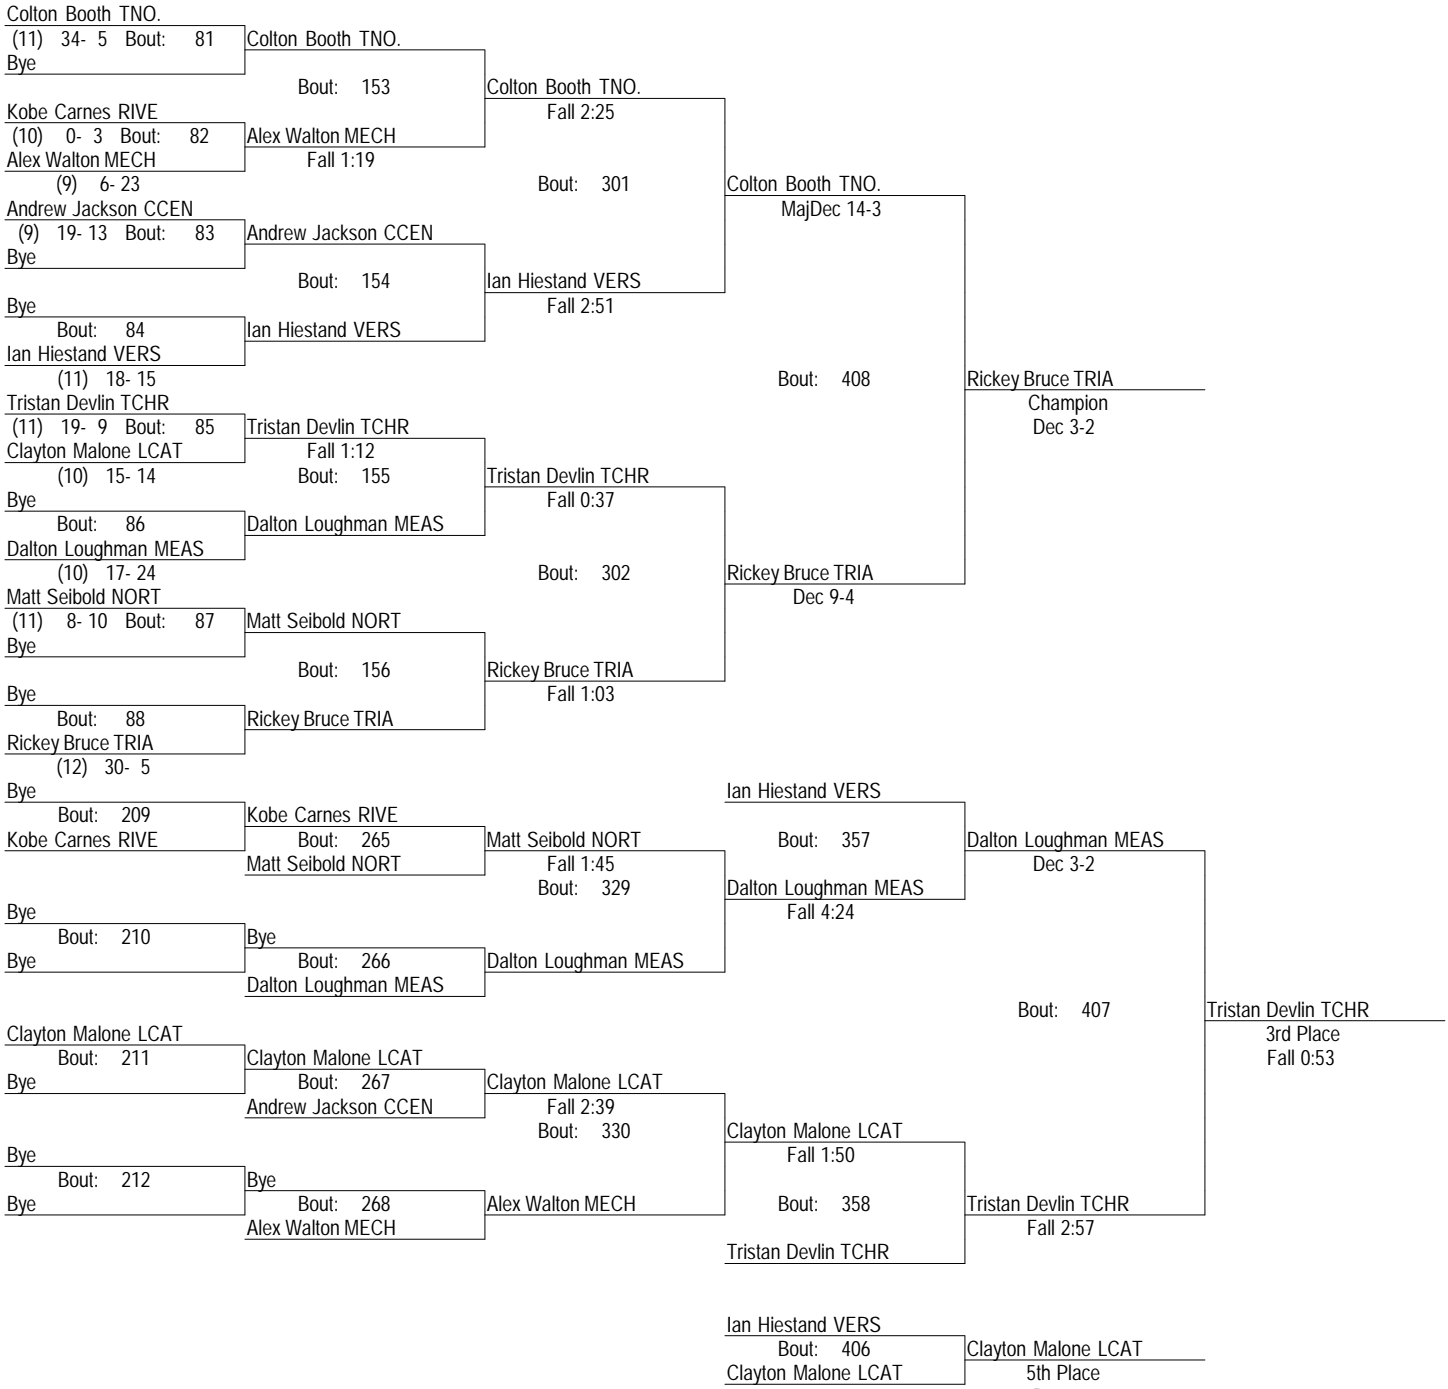 Colton Booth TNO.
(11) 34- 5 Bout: 81 Colton Booth TNO.
Bye
Bout: 153 Colton Booth TNO.
Kobe Carnes RIVE Fall 2:25
(10) 0- 3 Bout: 82 Alex Walton MECH
Alex Walton MECH Fall 1:19
(9) 6- 23 Bout: 301 Colton Booth TNO.
Andrew Jackson CCEN MajDec 14-3
(9) 19- 13 Bout: 83 Andrew Jackson CCEN
Bye
Bout: 154 Ian Hiestand VERS
Bye Fall 2:51
Bout: 84 Ian Hiestand VERS
Ian Hiestand VERS
(11) 18- 15 Bout: 408 Rickey Bruce TRIA
Tristan Devlin TCHR Champion
(11) 19- 9 Bout: 85 Tristan Devlin TCHR Dec 3-2
Clayton Malone LCAT Fall 1:12
(10) 15- 14 Bout: 155 Tristan Devlin TCHR
Bye Fall 0:37
Bout: 86 Dalton Loughman MEAS
Dalton Loughman MEAS
(10) 17- 24 Bout: 302 Rickey Bruce TRIA
Matt Seibold NORT Dec 9-4
(11) 8- 10 Bout: 87 Matt Seibold NORT
Bye
Bout: 156 Rickey Bruce TRIA
Bye Fall 1:03
Bout: 88 Rickey Bruce TRIA
Rickey Bruce TRIA
(12) 30- 5
Bye Ian Hiestand VERS
Bout: 209 Kobe Carnes RIVE
Kobe Carnes RIVE Bout: 265 Matt Seibold NORT Bout: 357 Dalton Loughman MEAS
Matt Seibold NORT Fall 1:45 Dec 3-2
Bout: 329 Dalton Loughman MEAS
Bye Fall 4:24
Bout: 210 Bye
Bye Bout: 266 Dalton Loughman MEAS
Dalton Loughman MEAS
Bout: 407 Tristan Devlin TCHR
Clayton Malone LCAT 3rd Place
Bout: 211 Clayton Malone LCAT Fall 0:53
Bye Bout: 267 Clayton Malone LCAT
Andrew Jackson CCEN Fall 2:39
Bout: 330 Clayton Malone LCAT
Bye Fall 1:50
Bout: 212 Bye
Bye Bout: 268 Alex Walton MECH Bout: 358 Tristan Devlin TCHR
Alex Walton MECH Fall 2:57
Tristan Devlin TCHR
Ian Hiestand VERS
Bout: 406 Clayton Malone LCAT
Clayton Malone LCAT 5th Place